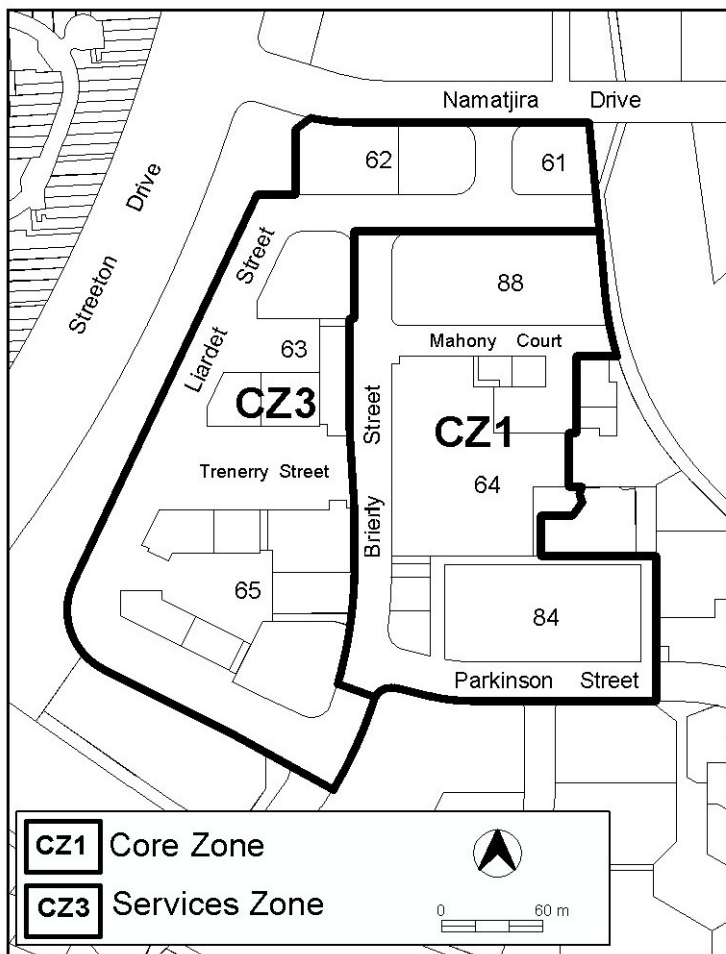 Namatjira Drive
62
61
Streeton Drive
Liardet Street
88
Mahony Court
63
CZ3
Brierly Street
CZ1
Trenerry Street
64
65
84
Parkinson Street
CZ1 Core Zone
CZ3 Services Zone
0 60 m